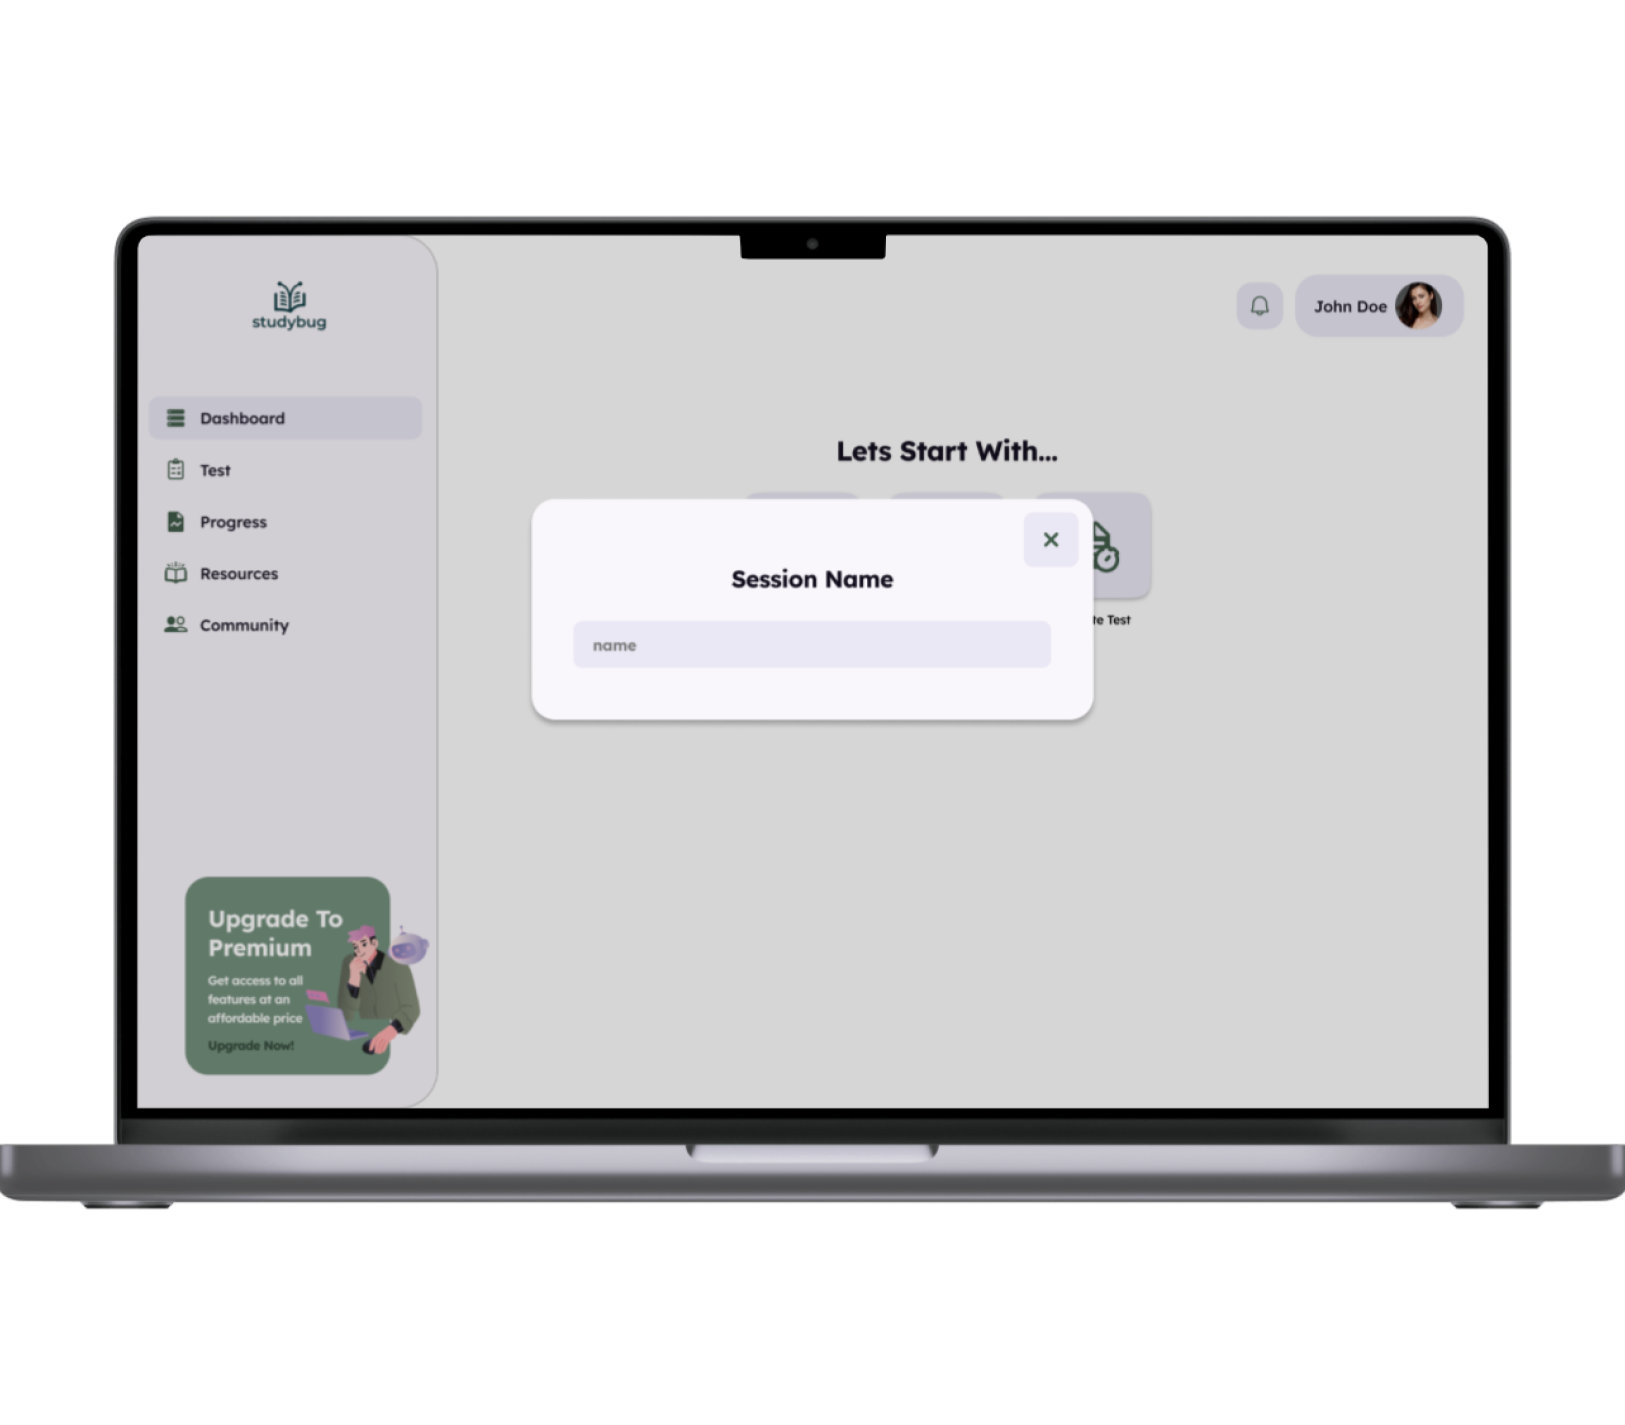 studybug
Dashboard
Test
Progress
Resources
Community
Upgrade To
Premium
Get access to all
features at an
affordable price
Upgrade Now!
John Doe
Lets Start With...
Session Name
name
Test